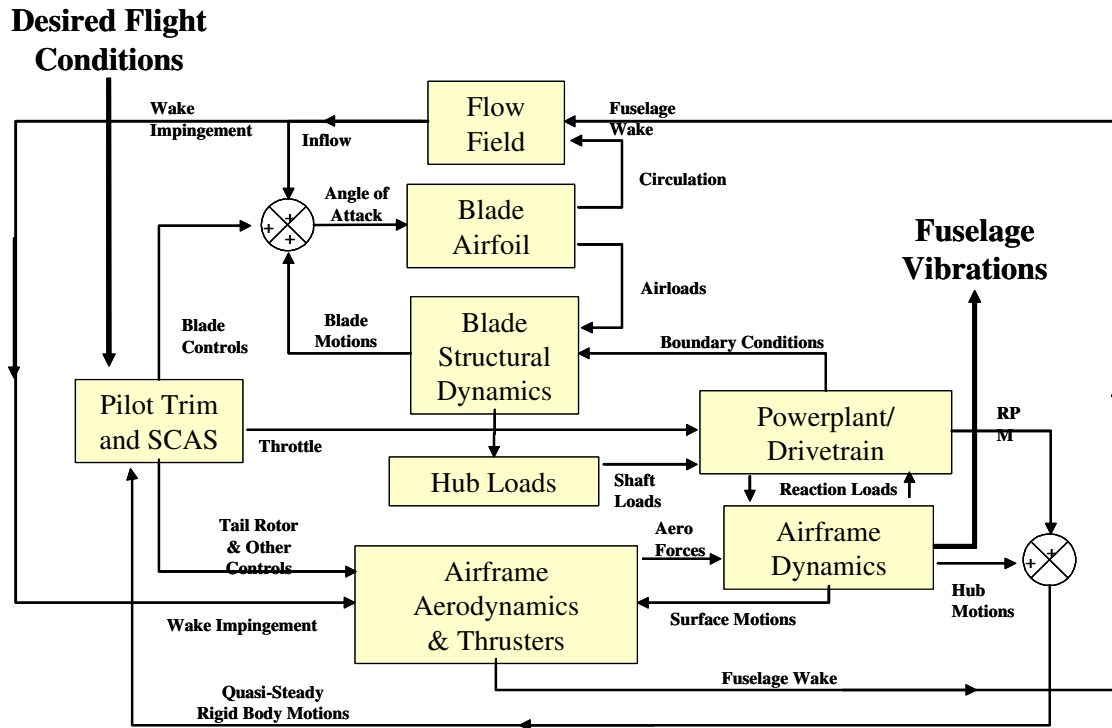 Desired Flight
Conditions
Wake
Impingement
Inflow
Flow
Field
Fuselage
Wake
Circulation
Angle of
Attack
Blade
Airfoil
+
+
+
Fuselage
Vibrations
Airloads
Blade
Controls
Blade
Motions
Blade
Structural
Dynamics
Boundary Conditions
Pilot Trim
and SCAS
Throttle
Powerplant/
Drivetrain
RP
M
Hub Loads
Shaft
Loads
Reaction Loads
Tail Rotor
& Other
Controls
Aero
Forces
Airframe
Dynamics
+
+
Hub
Motions
Airframe
Aerodynamics
& Thrusters
Wake Impingement
Surface Motions
Fuselage Wake
Quasi-Steady
Rigid Body Motions